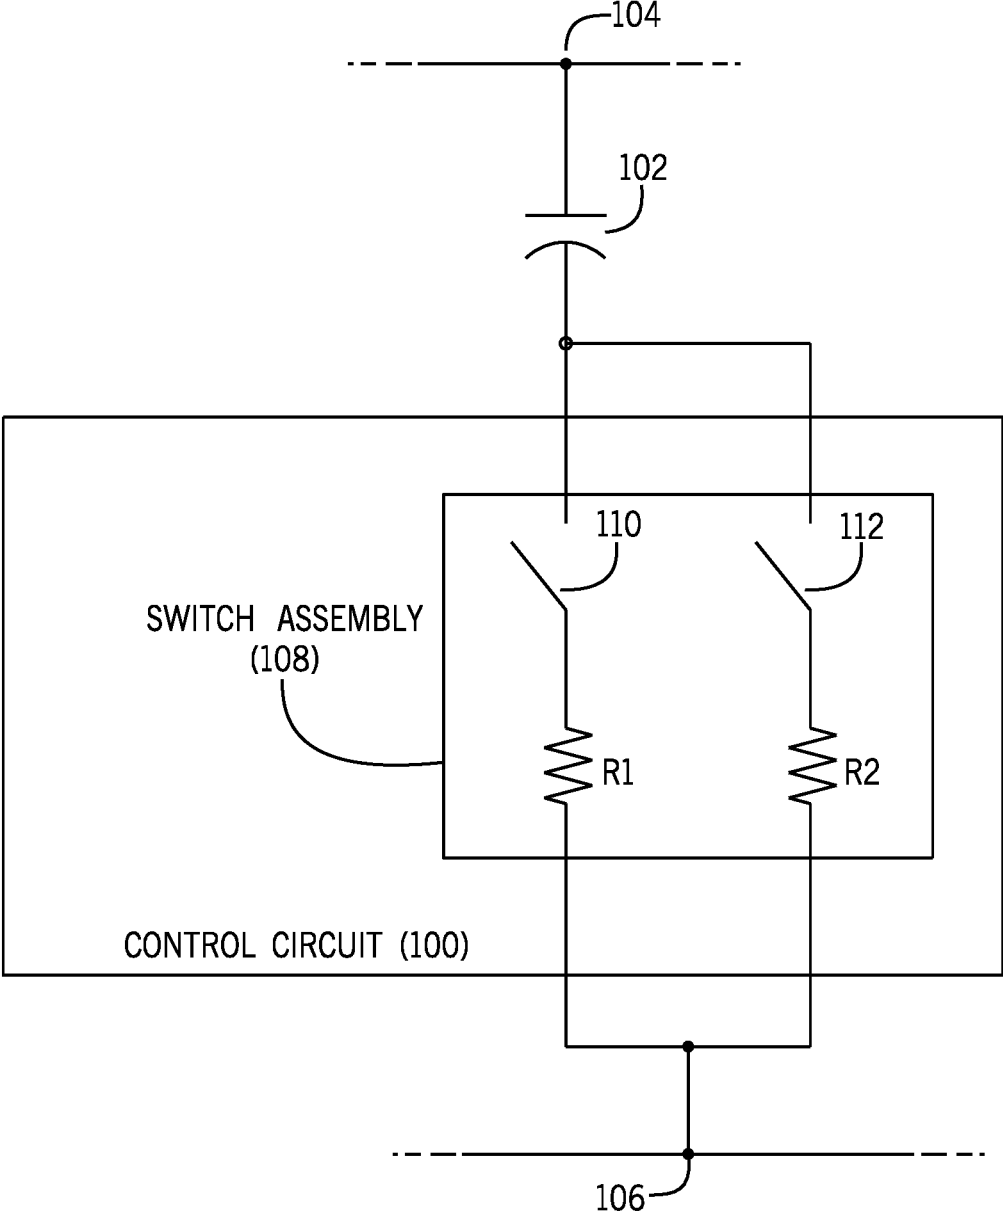 104
102
110
112
SWITCH ASSEMBLY
(108)
R1
R2
CONTROL CIRCUIT (100)
106